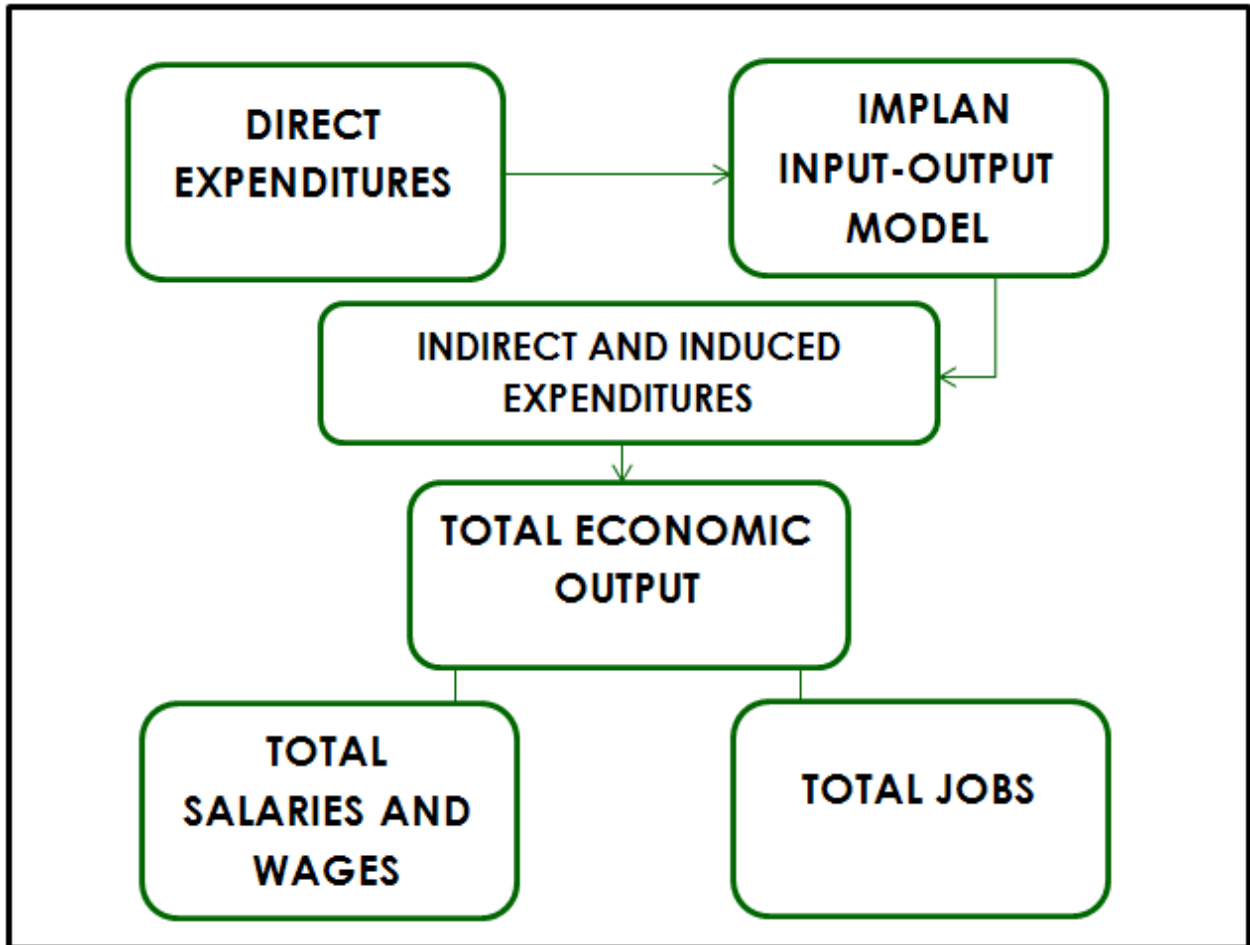 DIRECT
EXPENDITURES
IMPLAN
INPUT-OUTPUT
MODEL
INDIRECT AND INDUCED
EXPENDITURES
TOTAL ECONOMIC
OUTPUT
TOTAL
SALARIES AND
WAGES
TOTAL JOBS